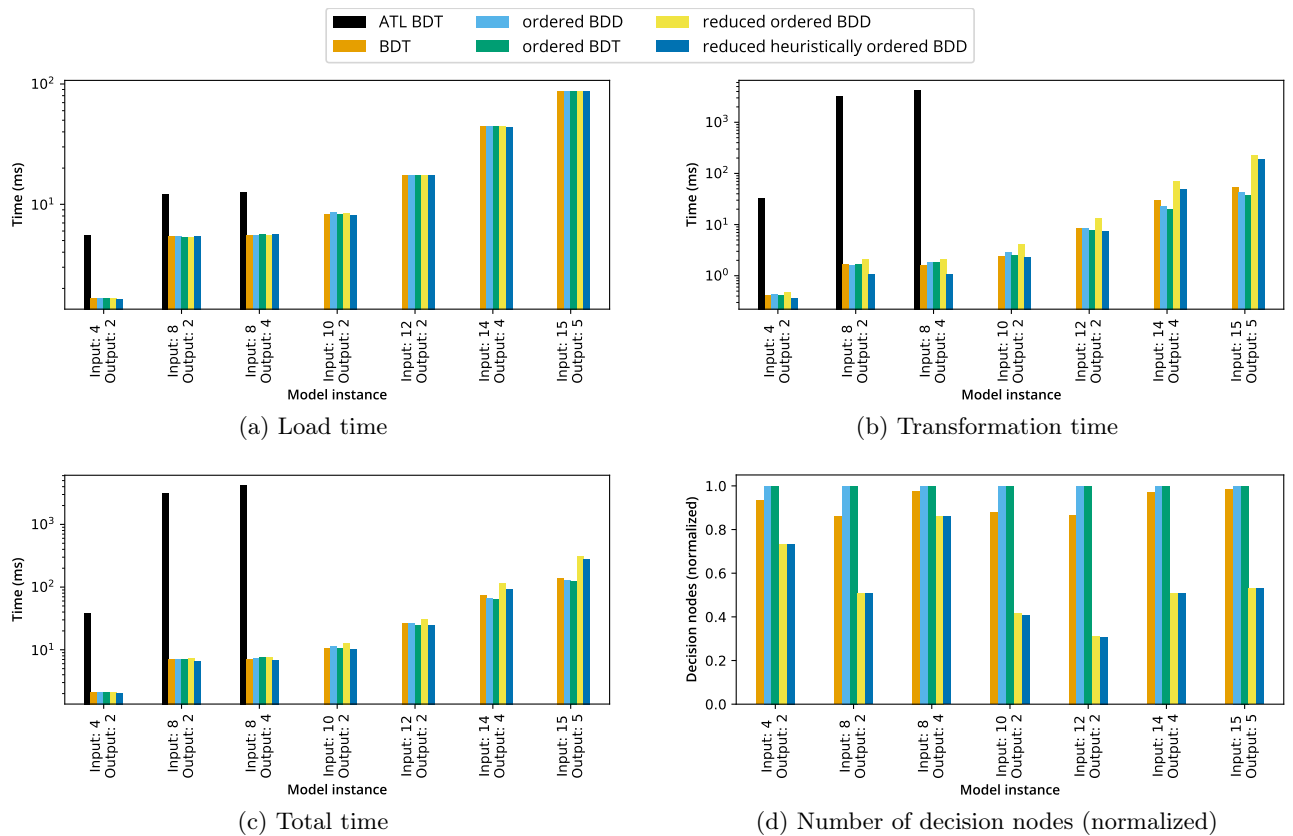 ATL BDT
BDT
ordered BDD
ordered BDT
reduced ordered BDD
reduced heuristically ordered BDD
Time (ms)
10²
10¹
Input: 4
Output: 2
Input: 8
Output: 2
Input: 8
Output: 4
Input: 10
Output: 2
Input: 12
Output: 2
Input: 14
Output: 4
Input: 15
Output: 5
Model instance
(a) Load time
Time (ms)
10³
10²
10¹
10⁰
Input: 4
Output: 2
Input: 8
Output: 2
Input: 8
Output: 4
Input: 10
Output: 2
Input: 12
Output: 2
Input: 14
Output: 4
Input: 15
Output: 5
Model instance
(b) Transformation time
Time (ms)
10³
10²
10¹
Input: 4
Output: 2
Input: 8
Output: 2
Input: 8
Output: 4
Input: 10
Output: 2
Input: 12
Output: 2
Input: 14
Output: 4
Input: 15
Output: 5
Model instance
(c) Total time
Decision nodes (normalized)
1.0
0.8
0.6
0.4
0.2
0.0
Input: 4
Output: 2
Input: 8
Output: 2
Input: 8
Output: 4
Input: 10
Output: 2
Input: 12
Output: 2
Input: 14
Output: 4
Input: 15
Output: 5
Model instance
(d) Number of decision nodes (normalized)